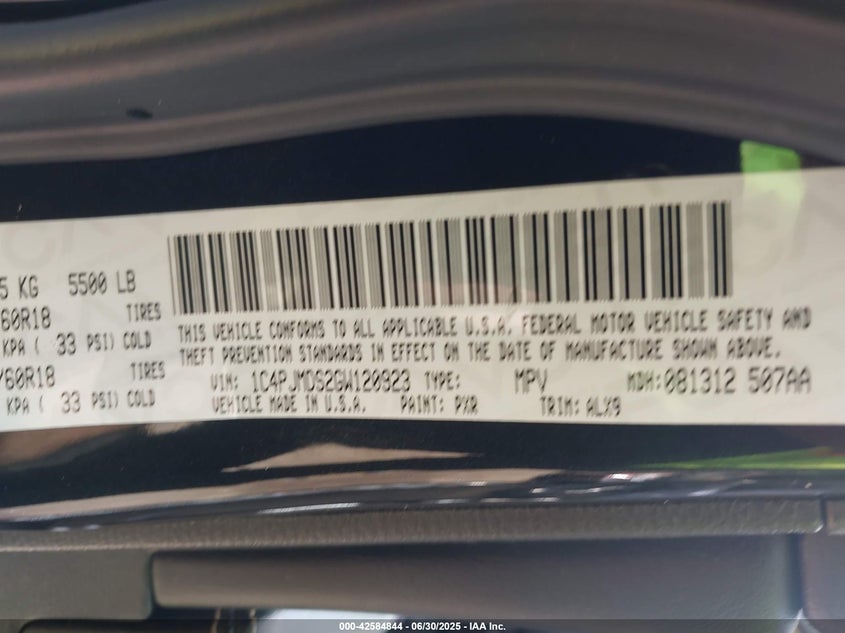 5 KG 5500 LB
60R18 TIRES
KPA ( 33 PSI) COLD
/60R18 TIRES
KPA ( 33 PSI) COLD
THIS VEHICLE CONFORMS TO ALL APPLICABLE U.S.A. FEDERAL MOTOR VEHICLE SAFETY AND
THEFT PREVENTION STANDARDS IN EFFECT ON THE DATE OF MANUFACTURE SHOWN ABOVE.
VIN: 1C4PJMDS2GW120923 TYPE: MPV MDH: 081312 507AA
VEHICLE MADE IN U.S.A. PAINT: PXR TRIM: ALX9
000-42584844 - 06/30/2025 - IAA Inc.